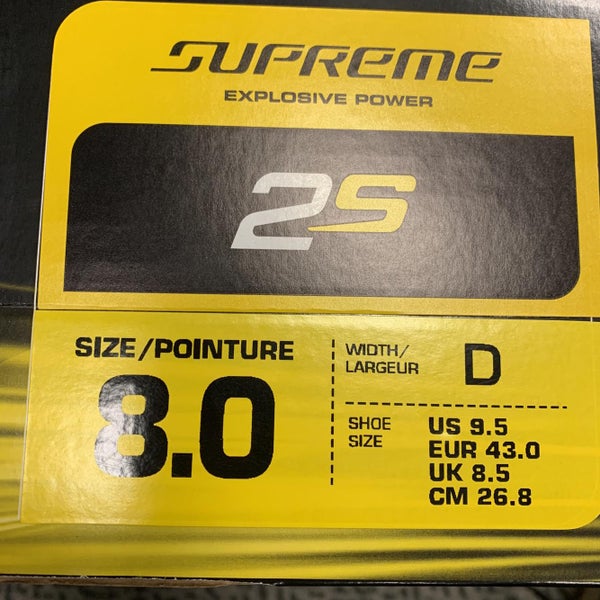 SUPREME
EXPLOSIVE POWER
2S
SIZE/POINTURE
8.0
WIDTH/
LARGEUR
D
SHOE
SIZE
US 9.5
EUR 43.0
UK 8.5
CM 26.8